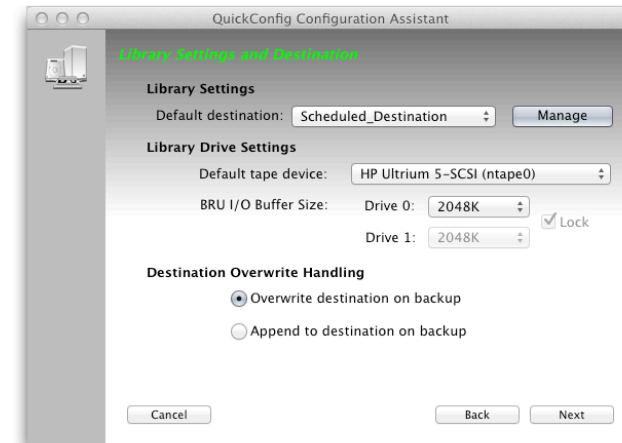 QuickConfig Configuration Assistant
Library Settings and Destination
Library Settings
Default destination: Scheduled_Destination Manage
Library Drive Settings
Default tape device: HP Ultrium 5-SCSI (ntape0)
BRU I/O Buffer Size: Drive 0: 2048K
Lock
Drive 1: 2048K
Destination Overwrite Handling
Overwrite destination on backup
Append to destination on backup
Cancel Back Next